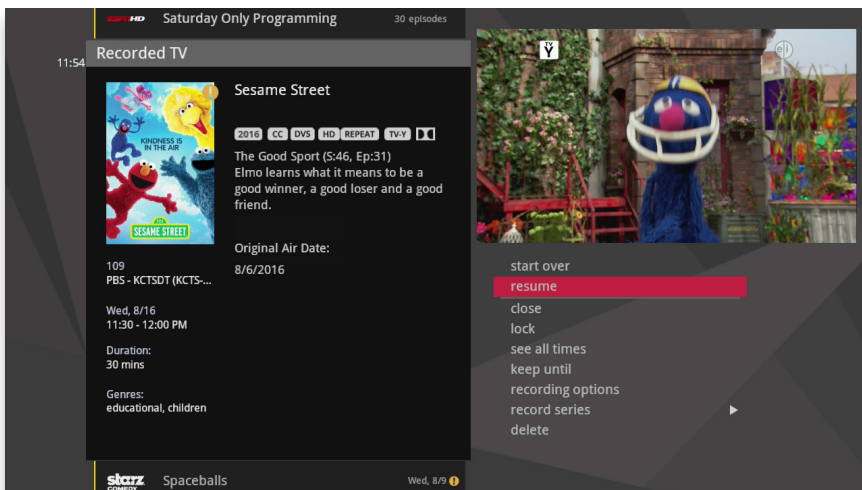 ESPN HD Saturday Only Programming 30 episodes
Recorded TV
11:54
Sesame Street
2016 CC DVS HD REPEAT TV-Y
The Good Sport (S:46, Ep:31)
Elmo learns what it means to be a
good winner, a good loser and a good
friend.
Original Air Date:
8/6/2016
KINDNESS IS
IN THE AIR
SESAME STREET
109
PBS - KCTSDT (KCTS-...
Wed, 8/16
11:30 - 12:00 PM
Duration:
30 mins
Genres:
educational, children
TV
Y
e/i
start over
resume
close
lock
see all times
keep until
recording options
record series
delete
starz Spaceballs Wed, 8/9
COMEDY